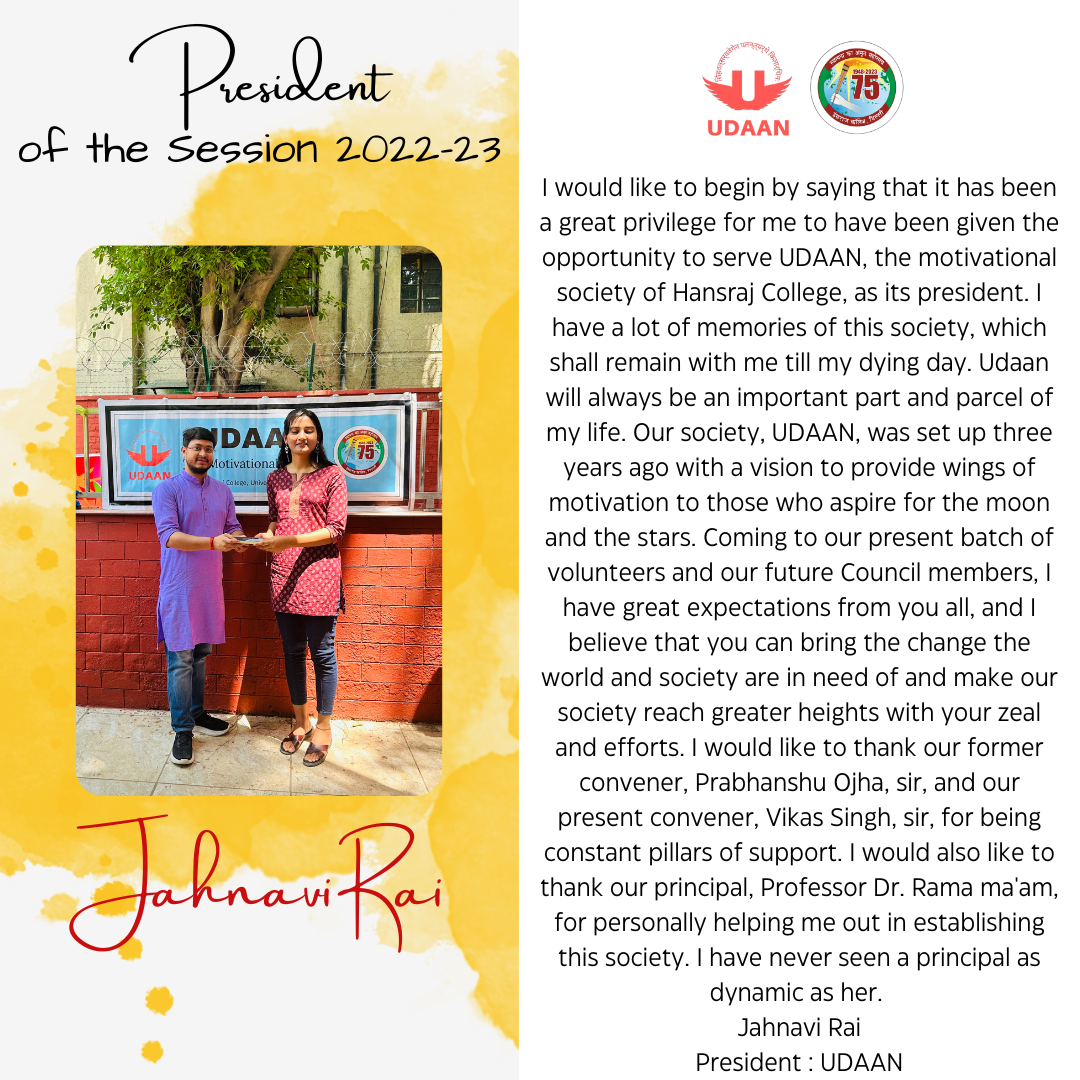 President
of the Session 2022-23
UDAAN
Motivational
College, Unive
UDAAN
75
Jahnavi Rai
UDAAN
1948-2023
75
I would like to begin by saying that it has been
a great privilege for me to have been given the
opportunity to serve UDAAN, the motivational
society of Hansraj College, as its president. I
have a lot of memories of this society, which
shall remain with me till my dying day. Udaan
will always be an important part and parcel of
my life. Our society, UDAAN, was set up three
years ago with a vision to provide wings of
motivation to those who aspire for the moon
and the stars. Coming to our present batch of
volunteers and our future Council members, I
have great expectations from you all, and I
believe that you can bring the change the
world and society are in need of and make our
society reach greater heights with your zeal
and efforts. I would like to thank our former
convener, Prabhanshu Ojha, sir, and our
present convener, Vikas Singh, sir, for being
constant pillars of support. I would also like to
thank our principal, Professor Dr. Rama ma'am,
for personally helping me out in establishing
this society. I have never seen a principal as
dynamic as her.
Jahnavi Rai
President : UDAAN